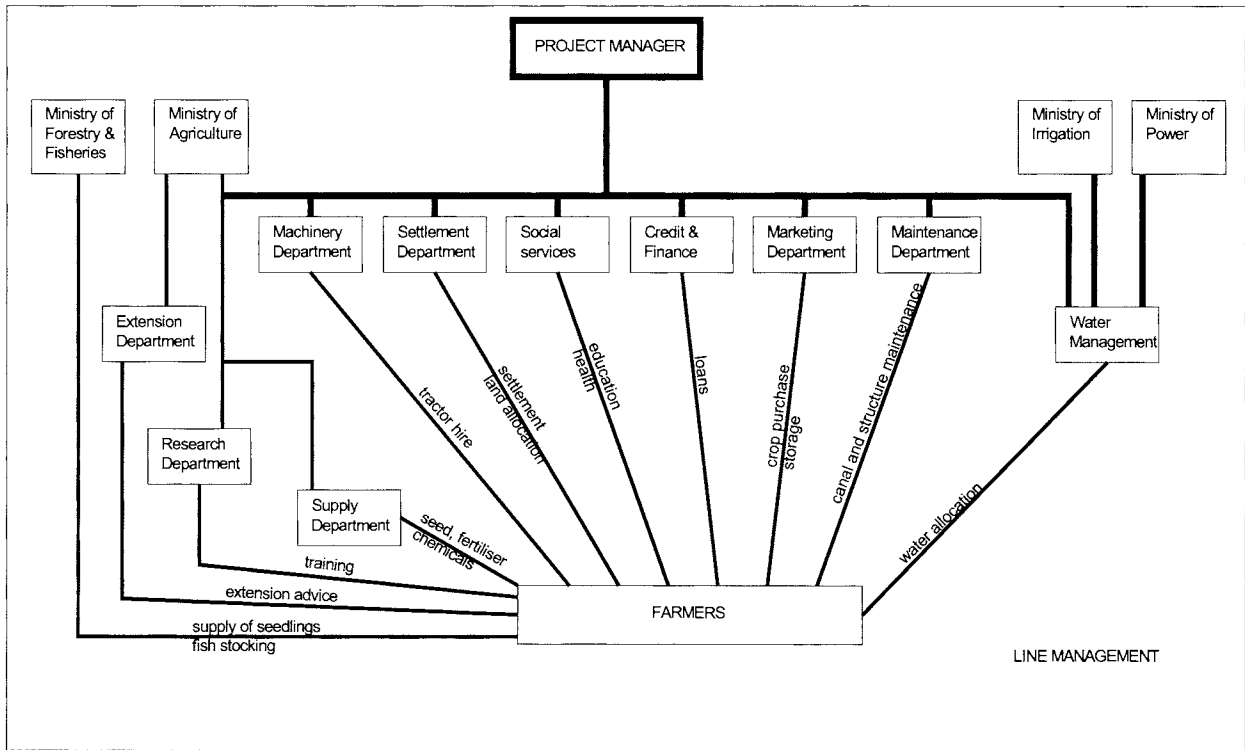 PROJECT MANAGER
Ministry of
Forestry &
Fisheries
Ministry of
Agriculture
Ministry of
Irrigation
Ministry of
Power
Machinery
Department
Settlement
Department
Social
services
Credit &
Finance
Marketing
Department
Maintenance
Department
Extension
Department
Water
Management
Research
Department
Supply
Department
tractor hire
settlement
land allocation
education
health
loans
crop purchase
storage
canal and structure maintenance
water allocation
seed, fertiliser
chemicals
training
extension advice
supply of seedlings
fish stocking
FARMERS
LINE MANAGEMENT